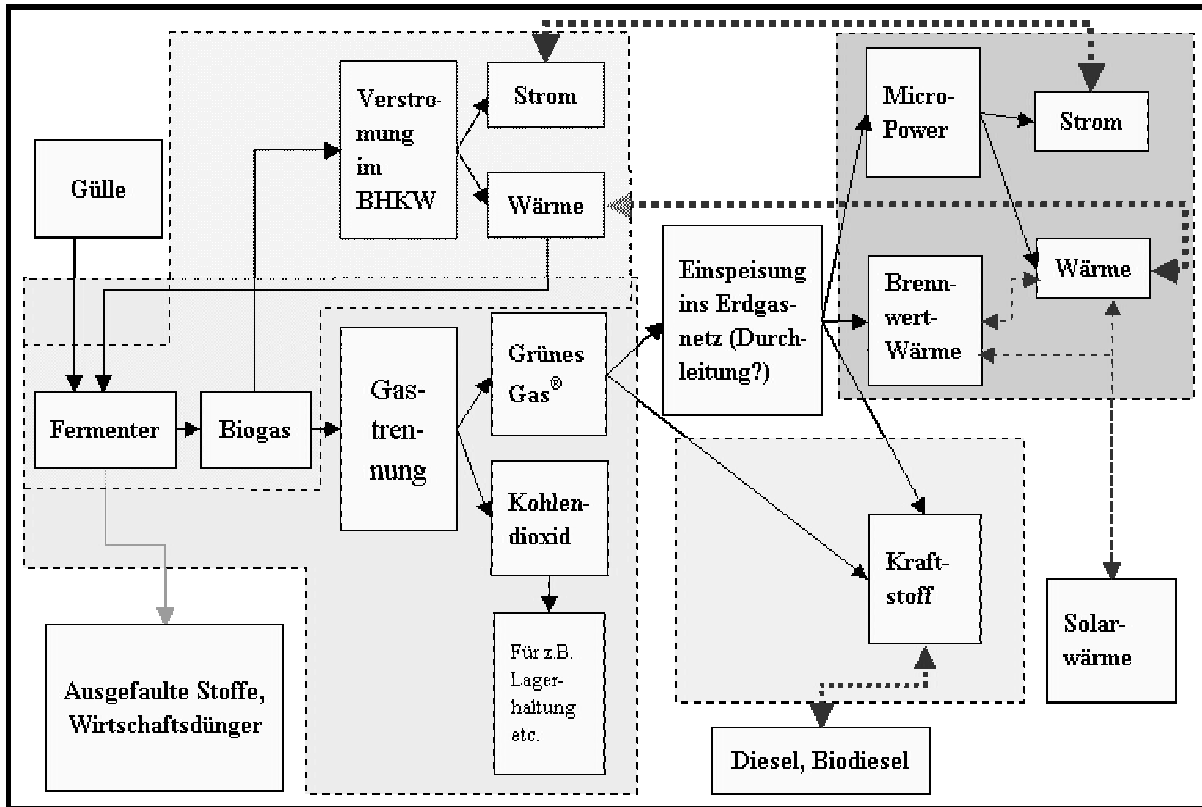 Gülle
Verstro-
mung
im
BHKW
Strom
Wärme
Micro-
Power
Strom
Wärme
Einspeisung
ins Erdgas-
netz (Durch-
leitung?)
Brenn-
wert-
Wärme
Fermenter
Biogas
Gas-
tren-
nung
Grünes
Gas®
Kohlen-
dioxid
Für z.B.
Lager-
haltung
etc.
Kraft-
stoff
Solar-
wärme
Ausgefaulte Stoffe,
Wirtschaftsdünger
Diesel, Biodiesel